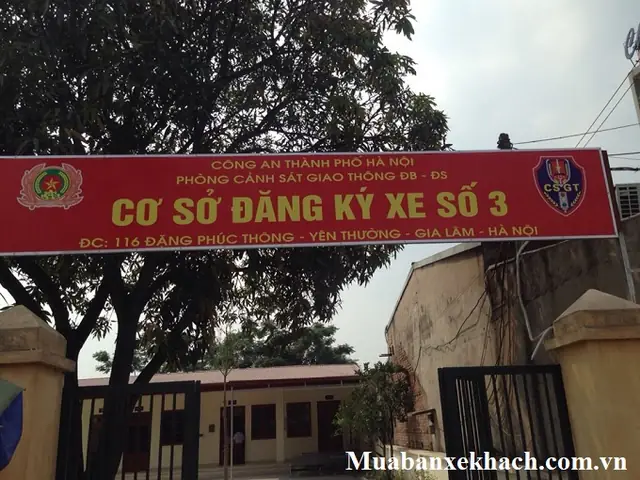 CÔNG AN THÀNH PHỐ HÀ NỘI
PHÒNG CẢNH SÁT GIAO THÔNG ĐB - ĐS
CƠ SỞ ĐĂNG KÝ XE SỐ 3
ĐC: 116 ĐẶNG PHÚC THÔNG - YÊN THƯỜNG - GIA LÂM - HÀ NỘI
CSGT
Muabanxekhach.com.vn